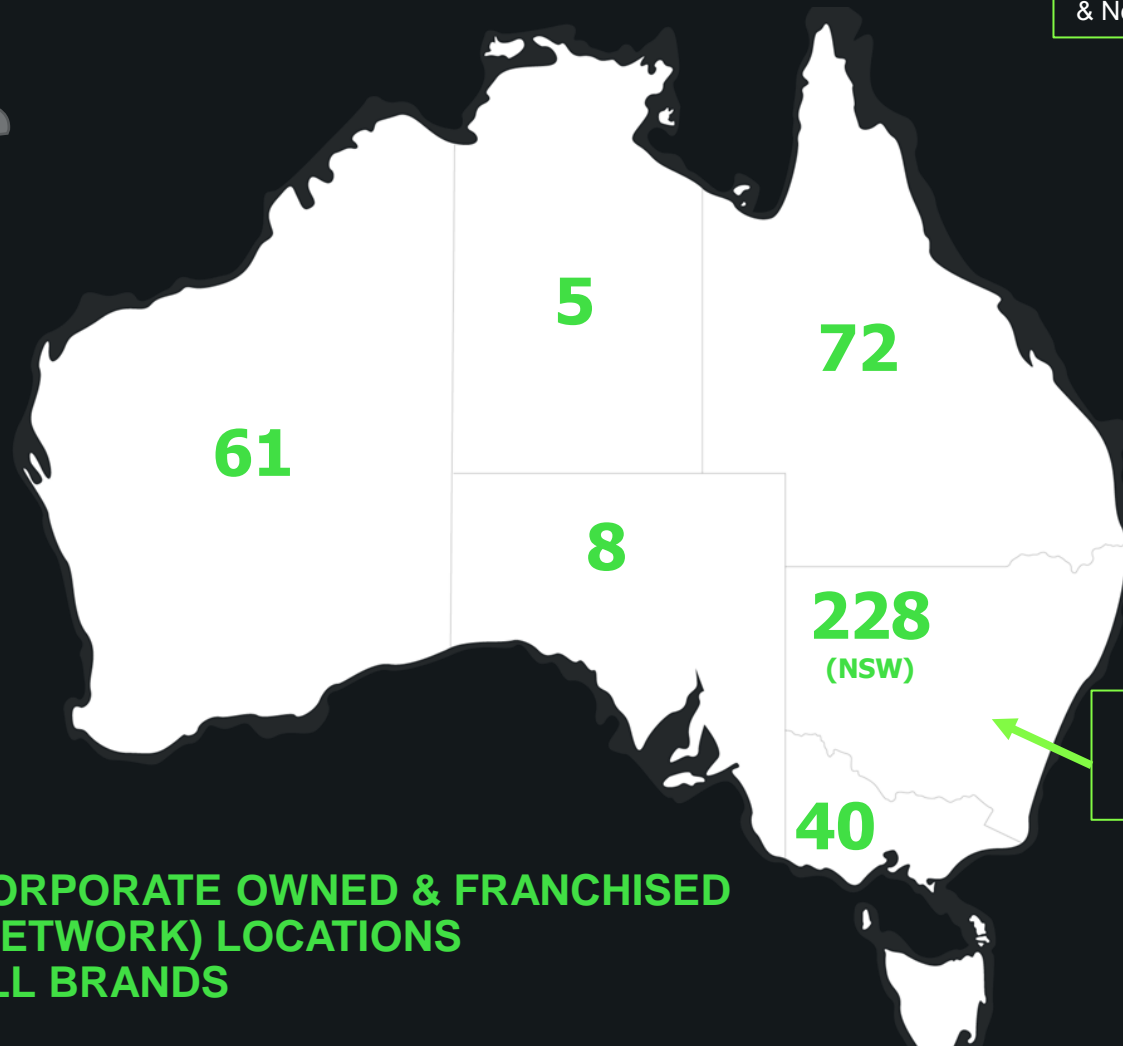 & N
5
72
61
8
228
(NSW)
40
ORPORATE OWNED & FRANCHISED
ETWORK) LOCATIONS
LL BRANDS